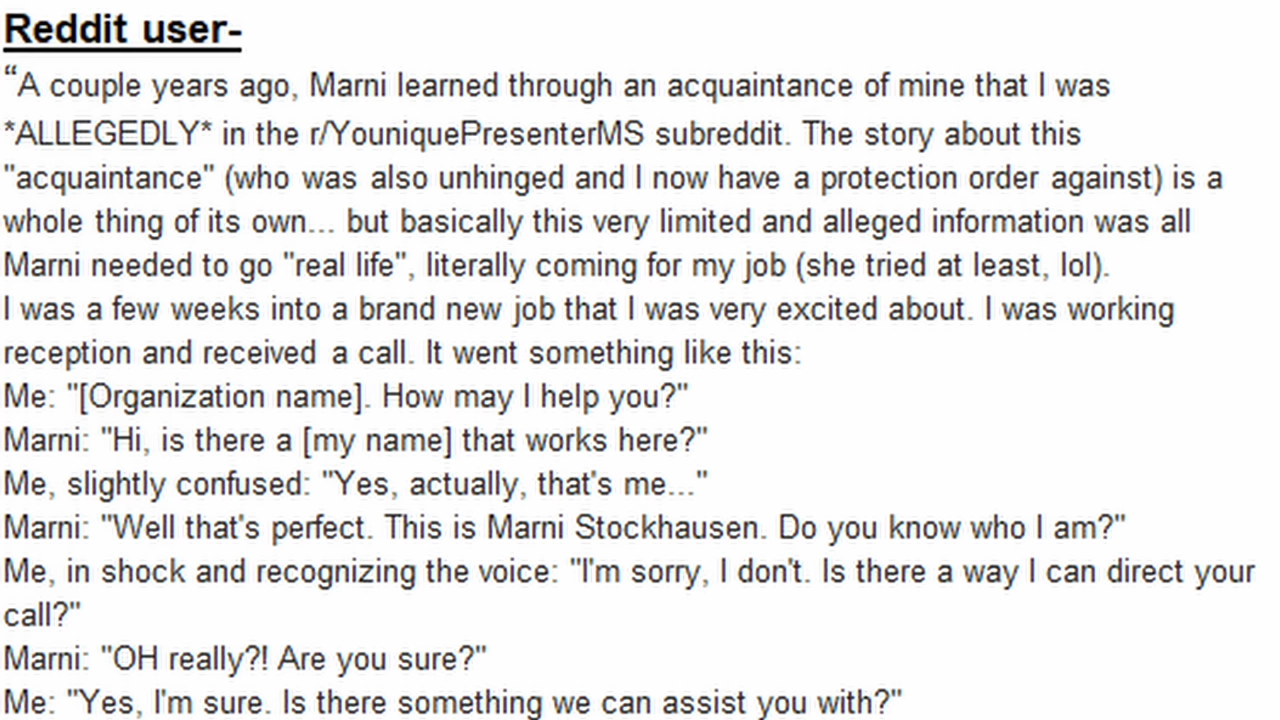 Reddit user-
“A couple years ago, Marni learned through an acquaintance of mine that I was
*ALLEGEDLY* in the r/YouniquePresenterMS subreddit. The story about this
"acquaintance" (who was also unhinged and I now have a protection order against) is a
whole thing of its own... but basically this very limited and alleged information was all
Marni needed to go "real life", literally coming for my job (she tried at least, lol).
I was a few weeks into a brand new job that I was very excited about. I was working
reception and received a call. It went something like this:
Me: "[Organization name]. How may I help you?"
Marni: "Hi, is there a [my name] that works here?"
Me, slightly confused: "Yes, actually, that's me..."
Marni: "Well that's perfect. This is Marni Stockhausen. Do you know who I am?"
Me, in shock and recognizing the voice: "I'm sorry, I don't. Is there a way I can direct your
call?"
Marni: "OH really?! Are you sure?"
Me: "Yes, I'm sure. Is there something we can assist you with?"